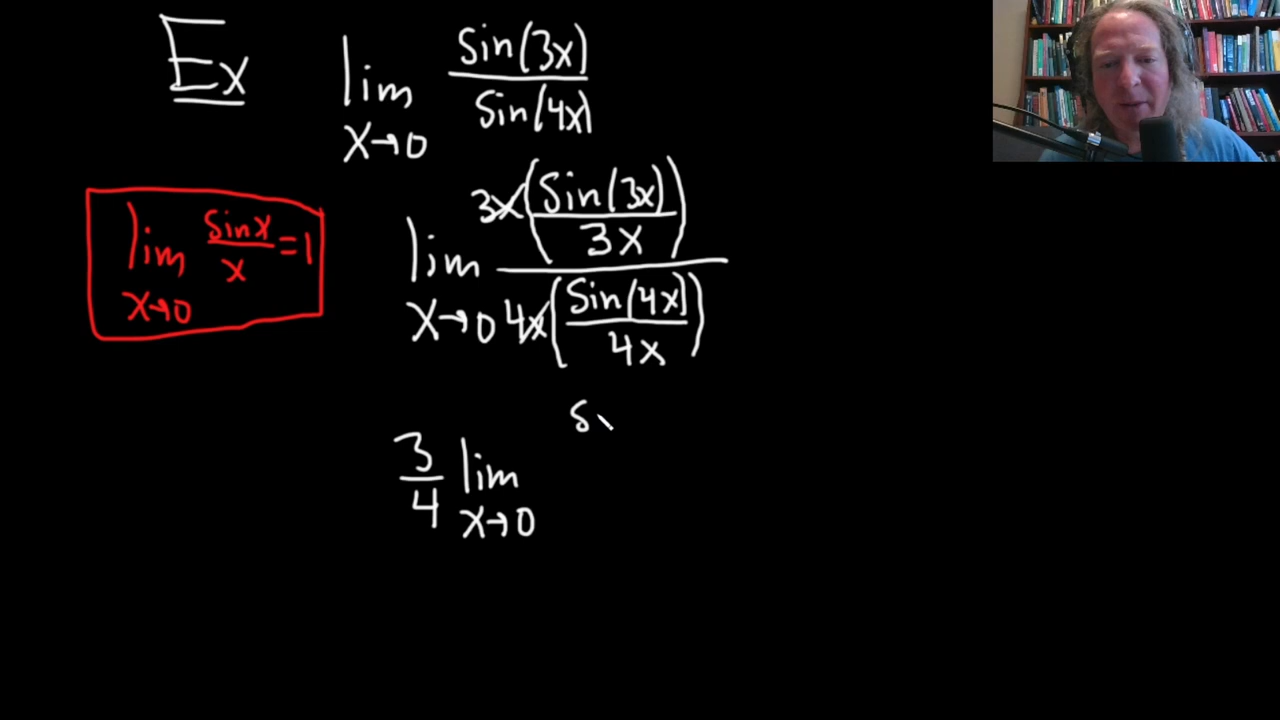 Ex lim x→0 sin(3x)/sin(4x)
lim x→0 sinx/x = 1
lim x→0 3x(sin(3x)/3x) / 4x(sin(4x)/4x)
3/4 lim x→0 s